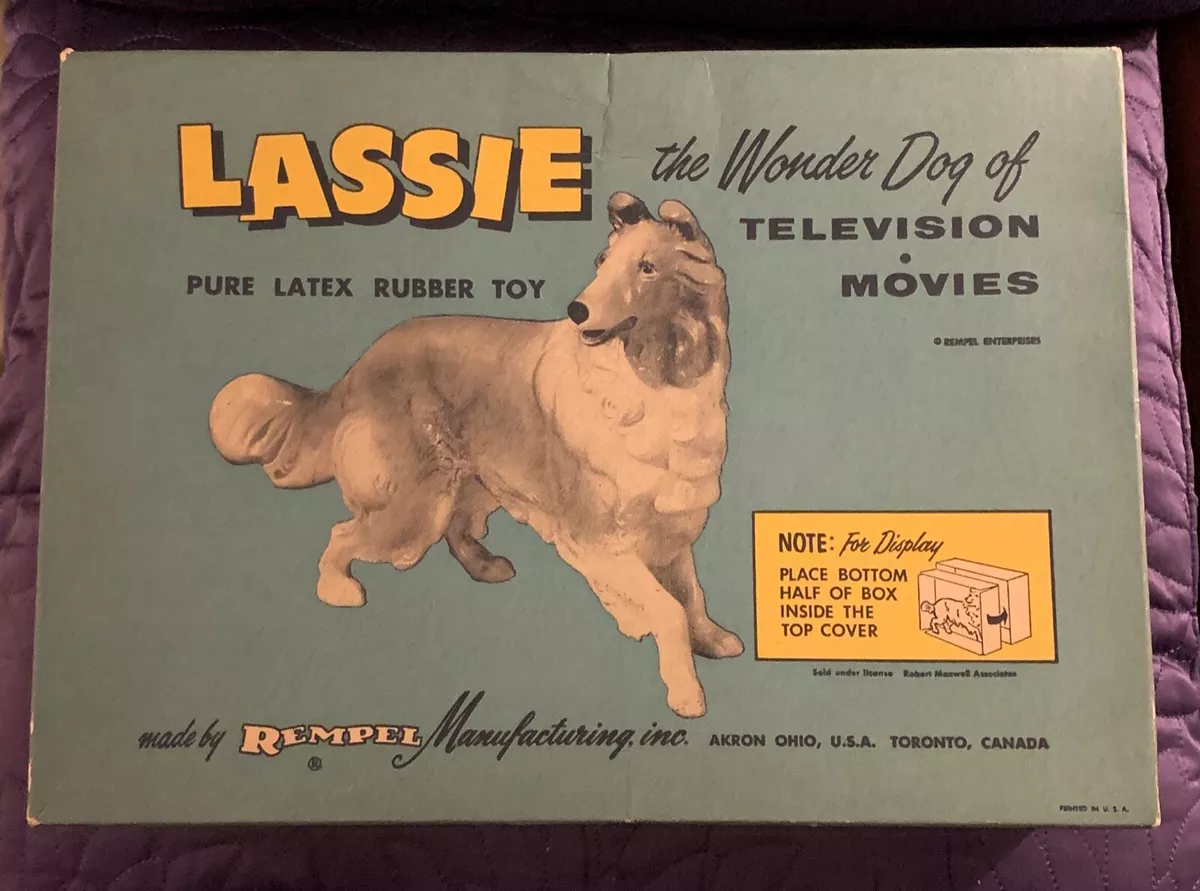 LASSIE
the Wonder Dog of
TELEVISION
•
MOVIES
PURE LATEX RUBBER TOY
© REMPEL ENTERPRISES
NOTE: For Display
PLACE BOTTOM
HALF OF BOX
INSIDE THE
TOP COVER
Sold under license Robert Maxwell Associates
made by REMPEL Manufacturing, inc. AKRON OHIO, U.S.A. TORONTO, CANADA
®
PRINTED IN U. S. A.